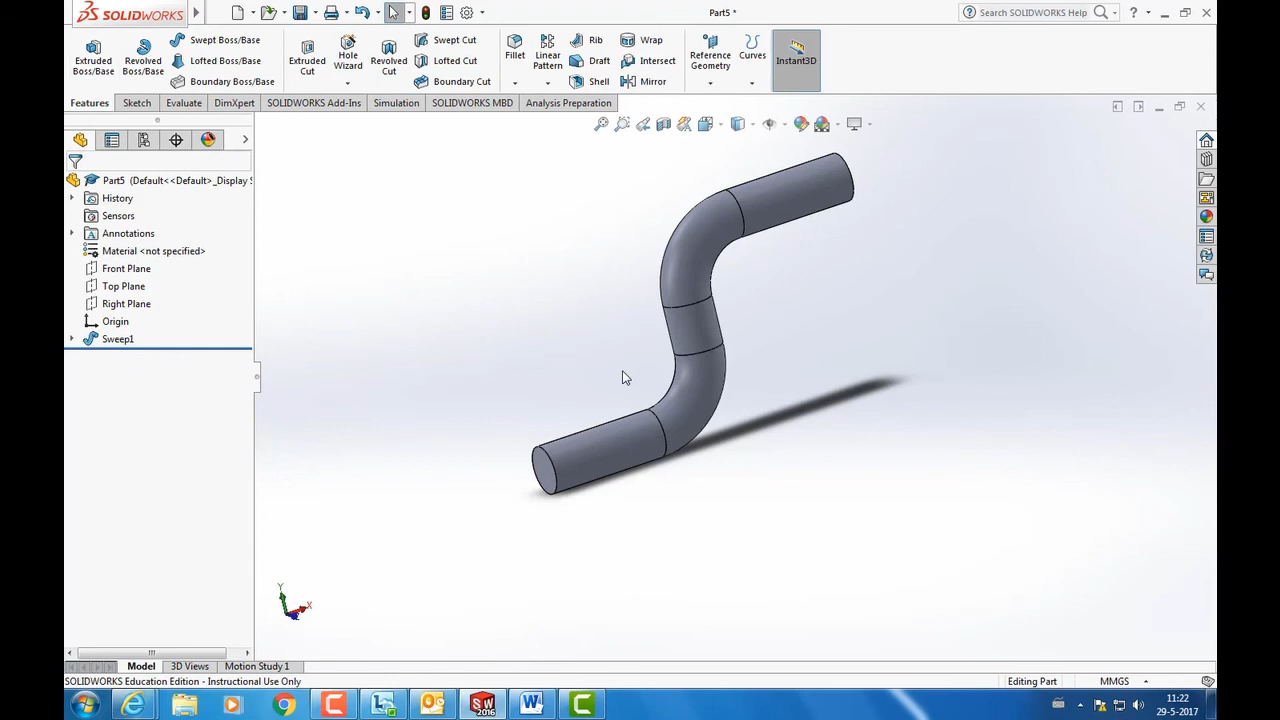 SOLIDWORKS
Part5 *
Search SOLIDWORKS Help
?
Extruded Boss/Base
Revolved Boss/Base
Swept Boss/Base
Lofted Boss/Base
Boundary Boss/Base
Extruded Cut
Hole Wizard
Revolved Cut
Swept Cut
Lofted Cut
Boundary Cut
Fillet
Linear Pattern
Rib
Draft
Shell
Wrap
Intersect
Mirror
Reference Geometry
Curves
Instant3D
Features Sketch Evaluate DimXpert SOLIDWORKS Add-Ins Simulation SOLIDWORKS MBD Analysis Preparation
Part5 (Default<<Default>_Display S
History
Sensors
Annotations
Material <not specified>
Front Plane
Top Plane
Right Plane
Origin
Sweep1
Y
X
Model 3D Views Motion Study 1
SOLIDWORKS Education Edition - Instructional Use Only
Editing Part
MMGS
SW
2016
11:22
29-5-2017